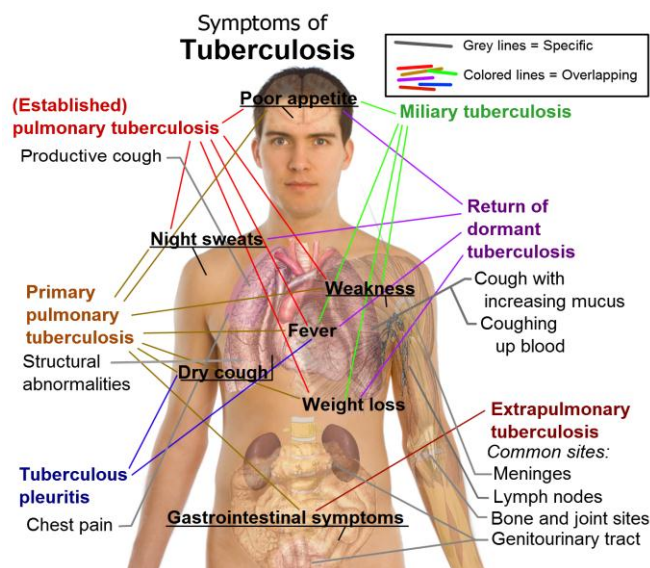 Symptoms of
Tuberculosis
Grey lines = Specific
Colored lines = Overlapping
Poor appetite
(Established)
pulmonary tuberculosis
Productive cough
Miliary tuberculosis
Night sweats
Return of
dormant
tuberculosis
Cough with
increasing mucus
Coughing
up blood
Weakness
Primary
pulmonary
tuberculosis
Structural
abnormalities
Fever
Dry cough
Weight loss
Extrapulmonary
tuberculosis
Common sites:
Meninges
Lymph nodes
Bone and joint sites
Genitourinary tract
Tuberculous
pleuritis
Chest pain
Gastrointestinal symptoms